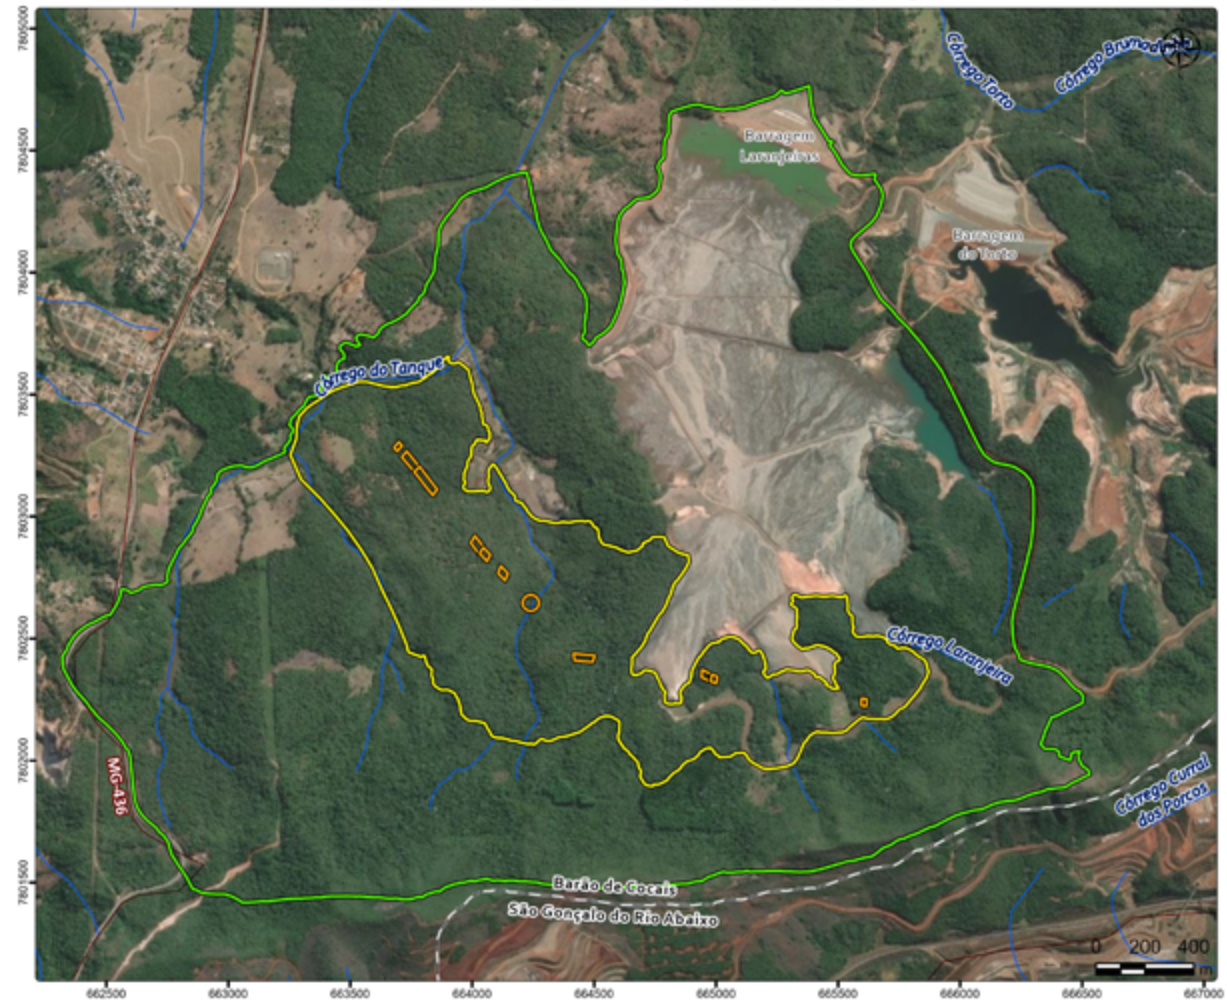 7805000
7804500
7804000
7803500
7803000
7802500
7802000
7801500
Córrego Torto
Córrego Brumadinho
Barragem
Laranjeiras
Barragem
do Torto
Córrego do Tanque
Córrego Laranjeira
MG-436
Córrego Curral
dos Porcos
Barão de Cocais
São Gonçalo do Rio Abaixo
0 200 400
m
662500 663000 663500 664000 664500 665000 665500 666000 666500 667000